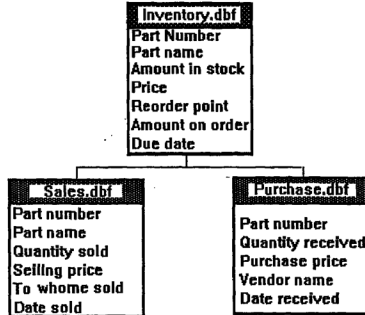 Inventory.dbf
Part Number
Part name
Amount in stock
Price
Reorder point
Amount on order
Due date
Sales.dbf
Part number
Part name
Quantity sold
Selling price
To whome sold
Date sold
Purchase.dbf
Part number
Quantity received
Purchase price
Vendor name
Date received